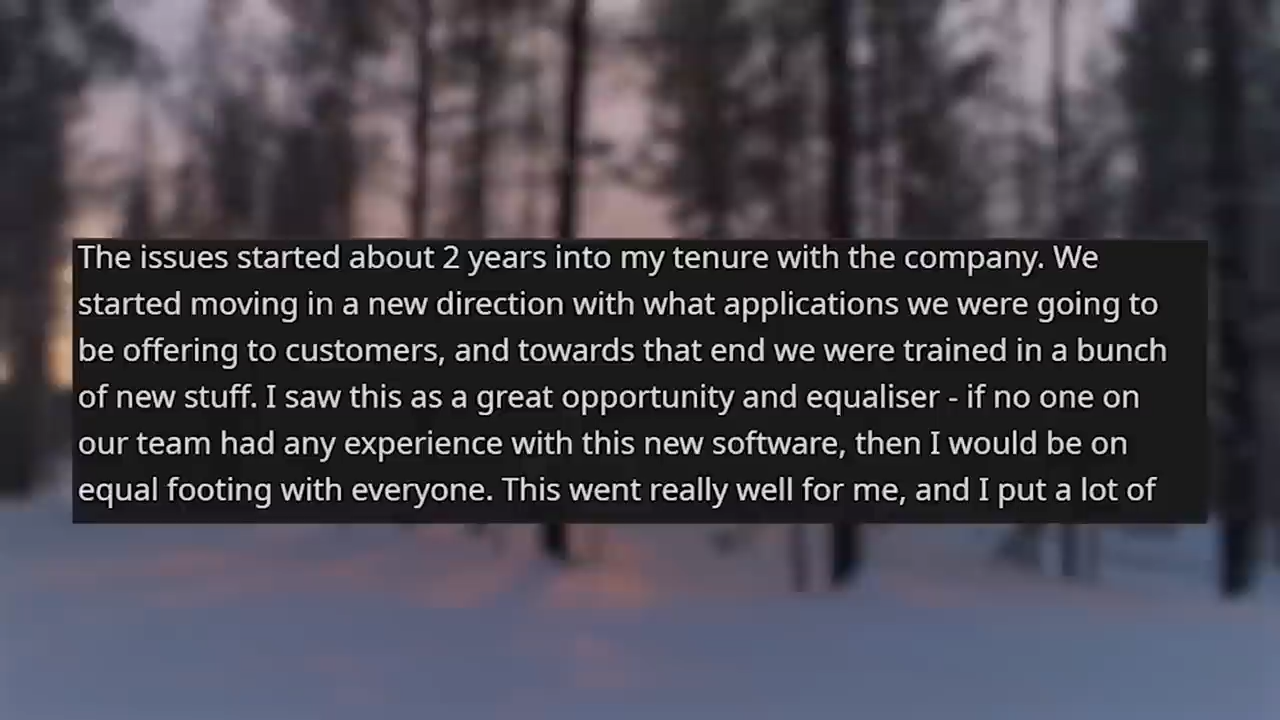 The issues started about 2 years into my tenure with the company. We
started moving in a new direction with what applications we were going to
be offering to customers, and towards that end we were trained in a bunch
of new stuff. I saw this as a great opportunity and equaliser - if no one on
our team had any experience with this new software, then I would be on
equal footing with everyone. This went really well for me, and I put a lot of